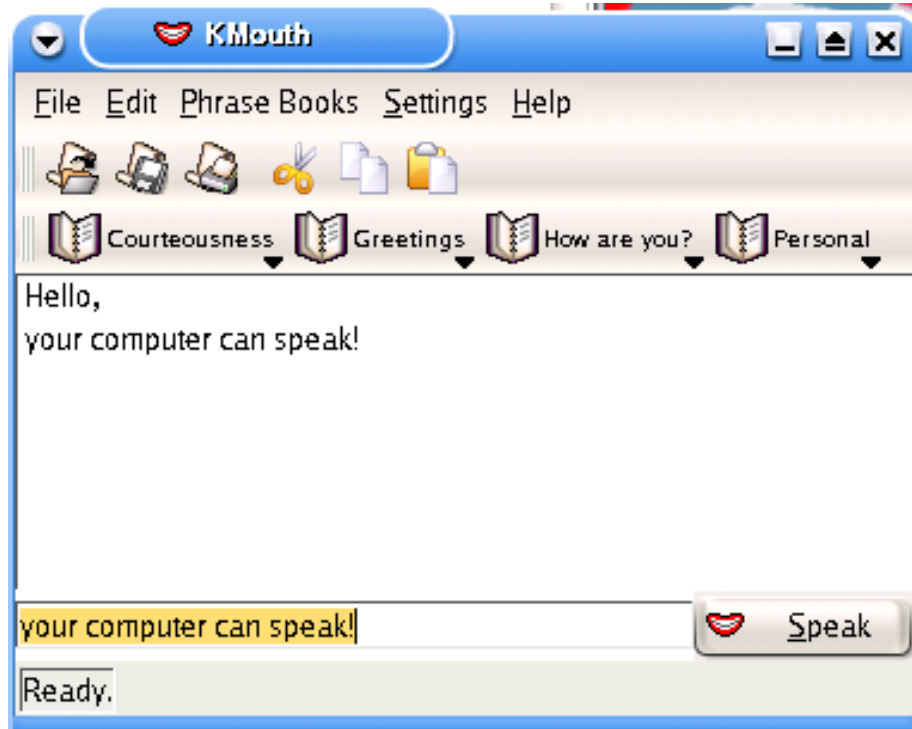 KMouth
File Edit Phrase Books Settings Help
Courteousness Greetings How are you? Personal
Hello,
your computer can speak!
your computer can speak! Speak
Ready.